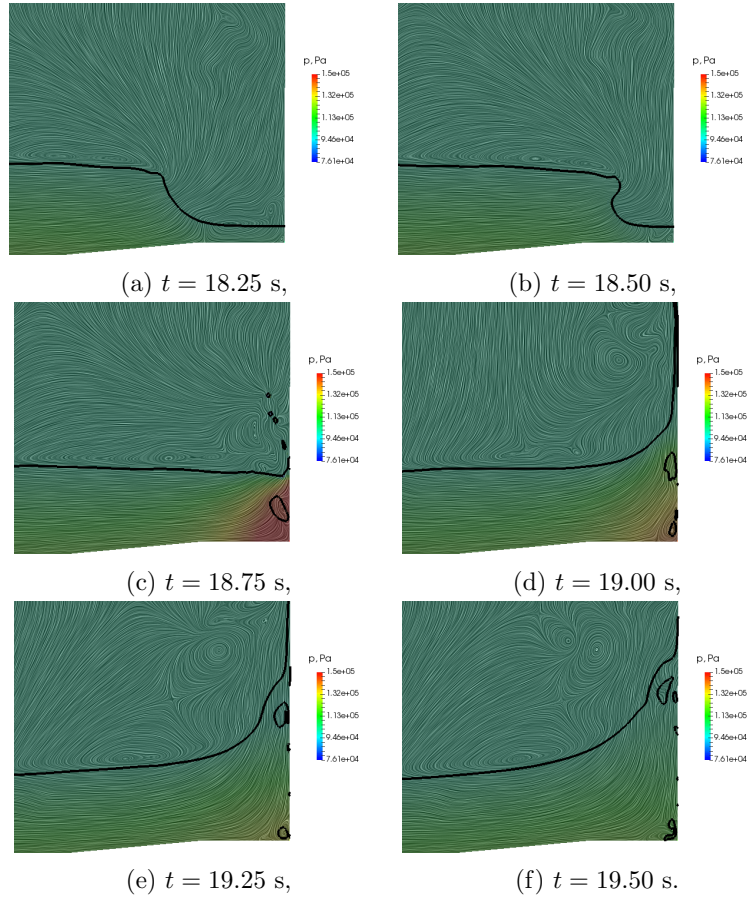 p, Pa
1.5e+05
1.32e+05
1.13e+05
9.46e+04
7.61e+04
p, Pa
1.5e+05
1.32e+05
1.13e+05
9.46e+04
7.61e+04
(a) t = 18.25 s,
(b) t = 18.50 s,
p, Pa
1.5e+05
1.32e+05
1.13e+05
9.46e+04
7.61e+04
p, Pa
1.5e+05
1.32e+05
1.13e+05
9.46e+04
7.61e+04
(c) t = 18.75 s,
(d) t = 19.00 s,
p, Pa
1.5e+05
1.32e+05
1.13e+05
9.46e+04
7.61e+04
p, Pa
1.5e+05
1.32e+05
1.13e+05
9.46e+04
7.61e+04
(e) t = 19.25 s,
(f) t = 19.50 s.